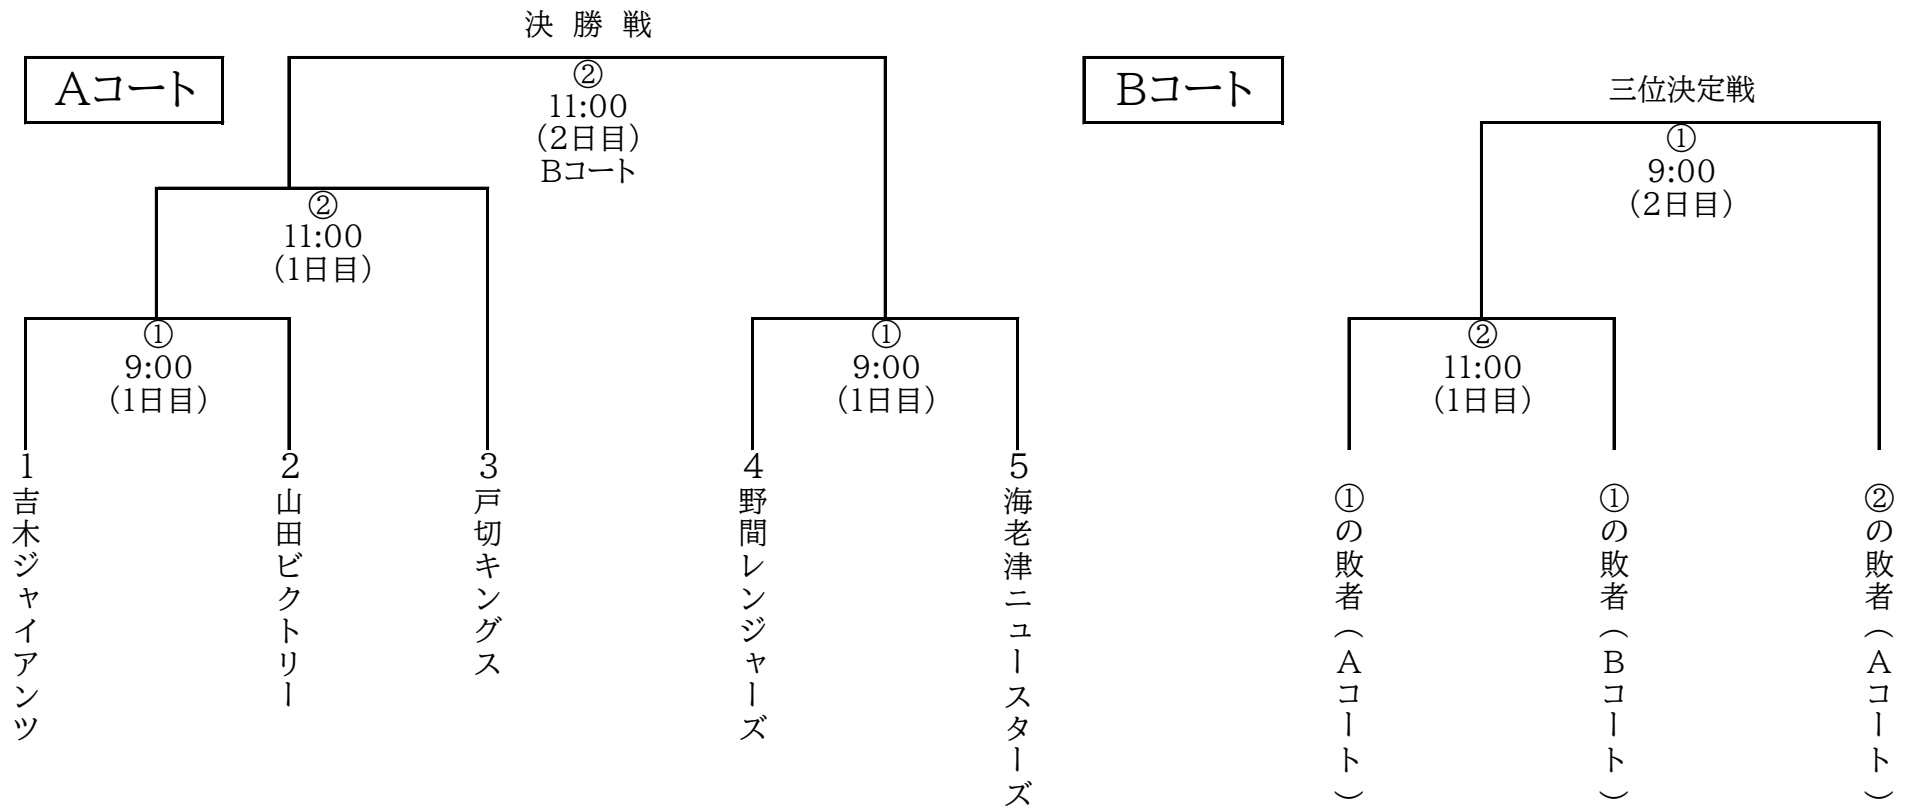 決勝戦
Aコート
②
11:00
(2日目)
Bコート
②
11:00
(1日目)
①
9:00
(1日目)
①
9:00
(1日目)
1 吉木ジャイアンツ
2 山田ビクトリー
3 戸切キングス
4 野間レンジャーズ
5 海老津ニュースターズ
Bコート
三位決定戦
①
9:00
(2日目)
②
11:00
(1日目)
①の敗者(Aコート)
①の敗者(Bコート)
②の敗者(Aコート)